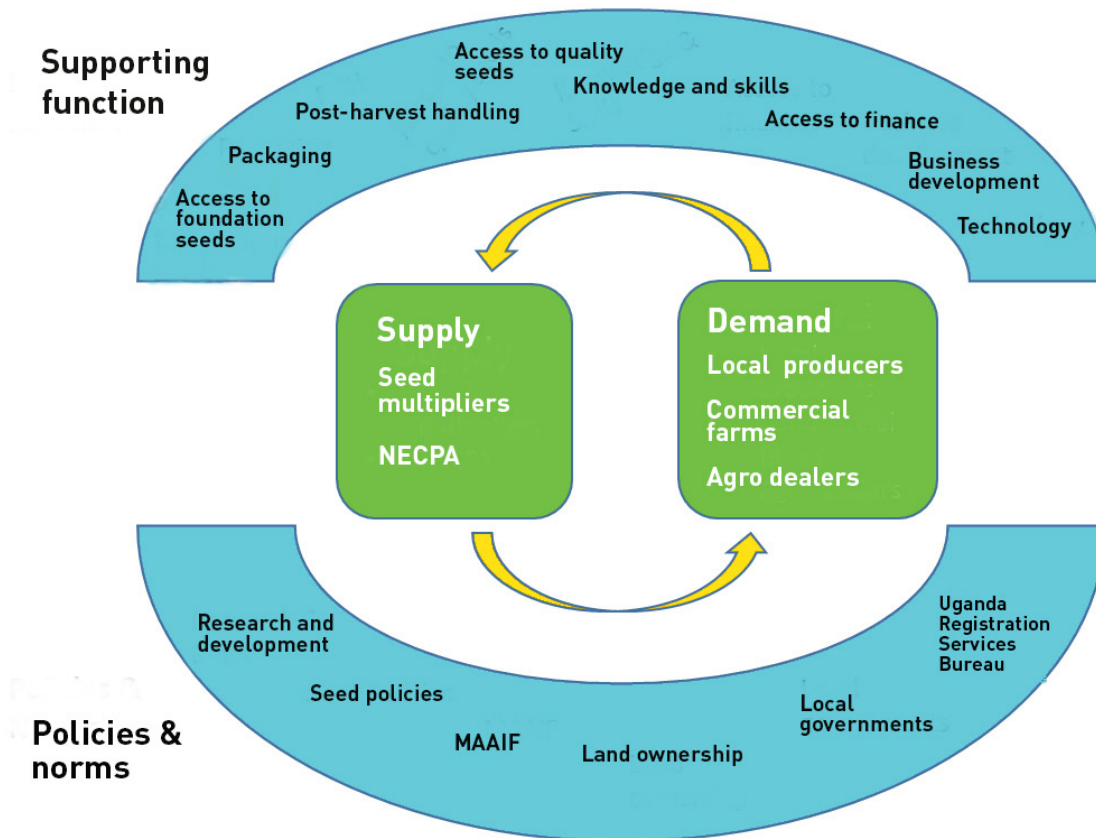 Supporting
function
Access to quality
seeds
Knowledge and skills
Post-harvest handling
Access to finance
Packaging
Business
development
Access to
foundation
seeds
Technology
Supply
Seed
multipliers
NECPA
Demand
Local producers
Commercial
farms
Agro dealers
Policies &
norms
Research and
development
Seed policies
MAAIF
Land ownership
Local
governments
Uganda
Registration
Services
Bureau